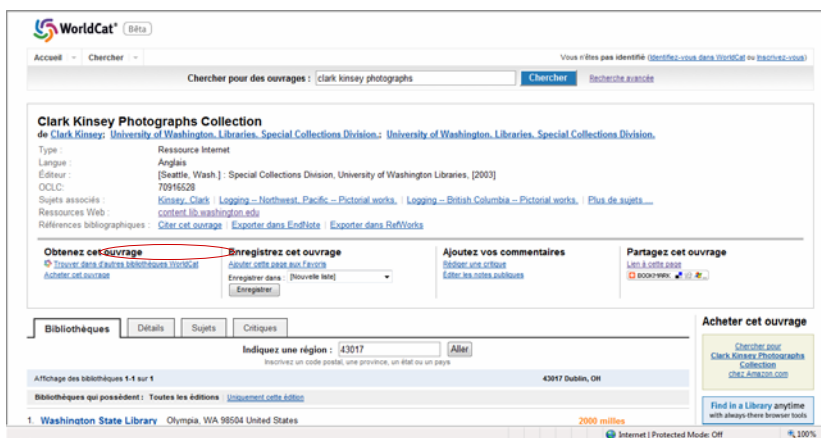 WorldCat® Bêta
Accueil Chercher
Vous n'êtes pas identifié (Identifiez-vous dans WorldCat ou Inscrivez-vous)
Chercher pour des ouvrages : clark kinsey photographs Chercher Recherche avancée
Clark Kinsey Photographs Collection
de Clark Kinsey; University of Washington. Libraries. Special Collections Division.; University of Washington. Libraries. Special Collections Division.
Type : Ressource Internet
Langue : Anglais
Éditeur : [Seattle, Wash.] : Special Collections Division, University of Washington Libraries, [2003]
OCLC: 70916528
Sujets associés : Kinsey, Clark | Logging -- Northwest, Pacific -- Pictorial works. | Logging -- British Columbia -- Pictorial works. | Plus de sujets ....
Ressources Web : content.lib.washington.edu
Références bibliographiques : Citer cet ouvrage | Exporter dans EndNote | Exporter dans RefWorks
Obtenez cet ouvrage Enregistrez cet ouvrage Ajoutez vos commentaires Partagez cet ouvrage
Trouver dans d'autres bibliothèques WorldCat Ajouter cette page aux Favoris Rédiger une critique Lien à cette page
Acheter cet ouvrage Enregistrer dans : [Nouvelle liste] Éditer les notes publiques BOOKMARK
Enregistrer
Bibliothèques Détails Sujets Critiques
Acheter cet ouvrage
Indiquez une région : 43017 Aller
Inscrivez un code postal, une province, un état ou un pays
Chercher pour
Clark Kinsey Photographs
Collection
chez Amazon.com
Affichage des bibliothèques 1-1 sur 1 43017 Dublin, OH
Bibliothèques qui possèdent : Toutes les éditions Uniquement cette édition
Find in a Library anytime
with always-there browser tools
1. Washington State Library Olympia, WA 98504 United States 2000 milles
Internet | Protected Mode: Off 100%